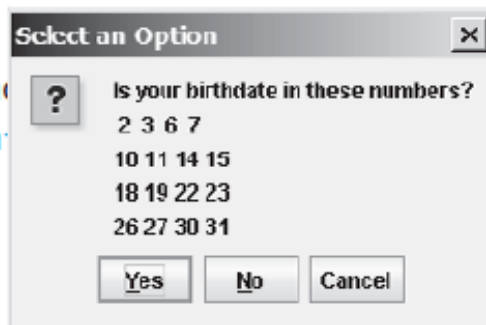 Select an Option
Is your birthdate in these numbers?
2 3 6 7
10 11 14 15
18 19 22 23
26 27 30 31
Yes No Cancel